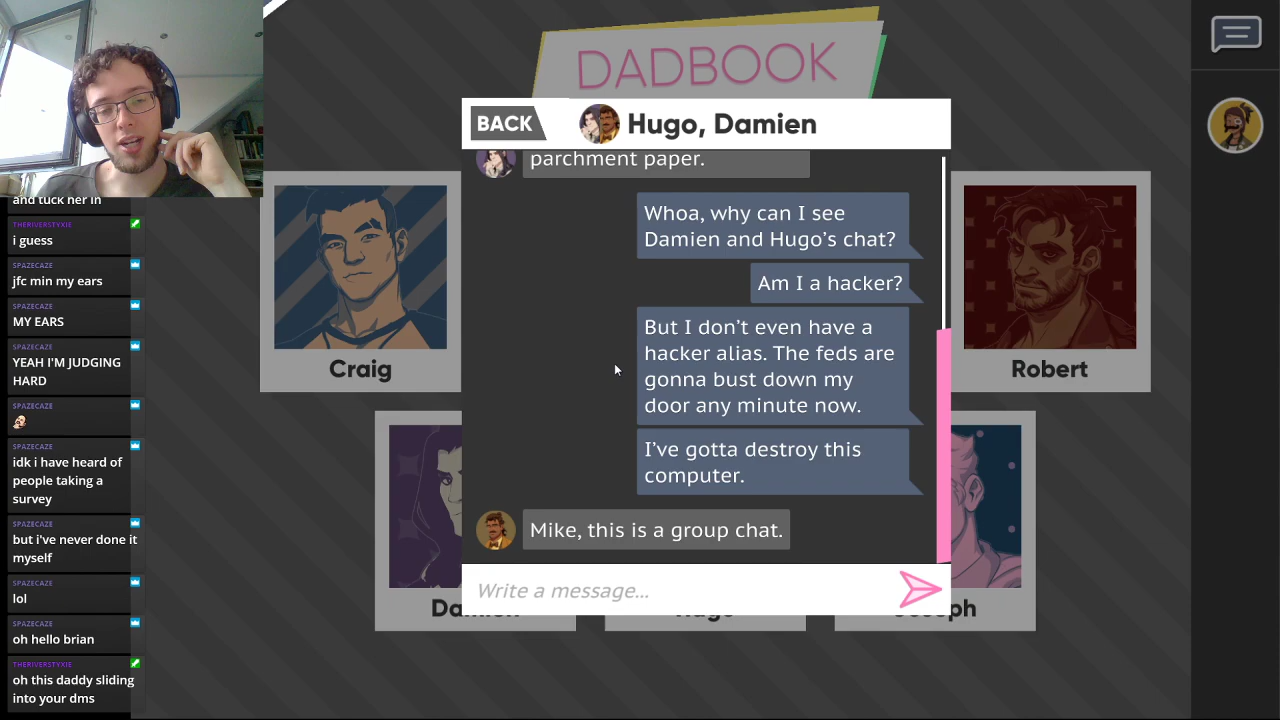 DADBOOK
BACK
Hugo, Damien
parchment paper.
Whoa, why can I see
Damien and Hugo's chat?
Am I a hacker?
But I don't even have a
hacker alias. The feds are
gonna bust down my
door any minute now.
I've gotta destroy this
computer.
Mike, this is a group chat.
Write a message...
Craig
Robert
and tuck her in
THERIVERSTYXIE
i guess
SPAZECAZE
jfc min my ears
SPAZECAZE
MY EARS
SPAZECAZE
YEAH I'M JUDGING
HARD
SPAZECAZE
SPAZECAZE
idk i have heard of
people taking a
survey
SPAZECAZE
but i've never done it
myself
SPAZECAZE
lol
SPAZECAZE
oh hello brian
THERIVERSTYXIE
oh this daddy sliding
into your dms